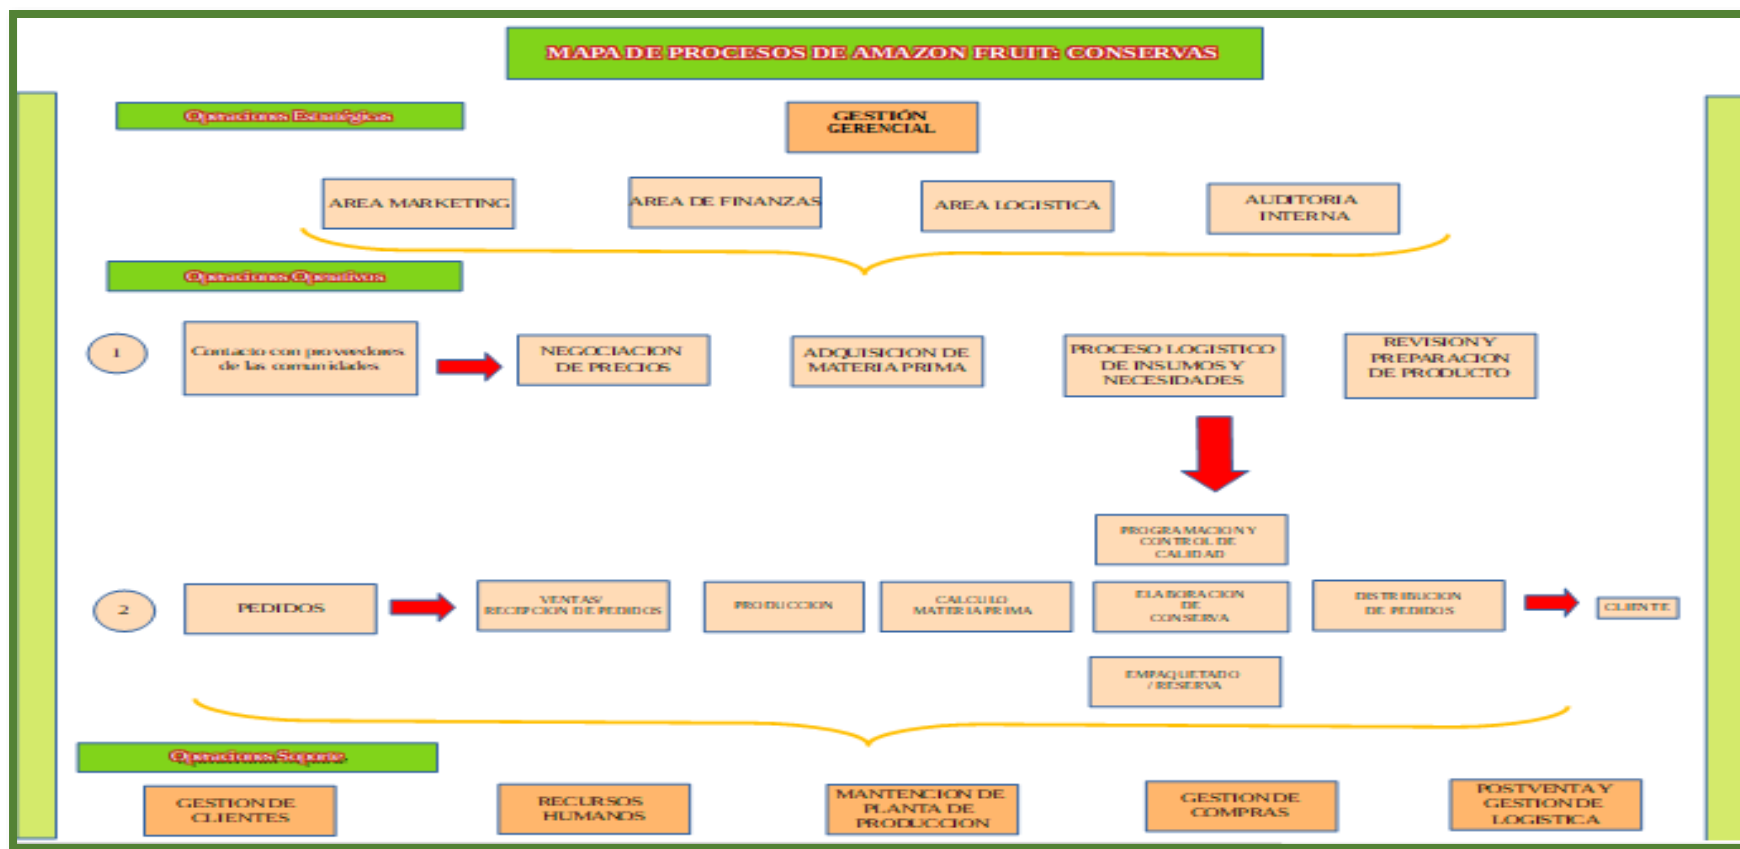 MAPA DE PROCESOS DE AMAZON FRUIT: CONSERVAS
Operaciones Estratégicas
GESTIÓN
GERENCIAL
AREA MARKETING
AREA DE FINANZAS
AREA LOGISTICA
AUDITORIA
INTERNA
Operaciones Operativos
1
Contacto con proveedores
de las comunidades
NEGOCIACION
DE PRECIOS
ADQUISICION DE
MATERIA PRIMA
PROCESO LOGISTICO
DE INSUMOS Y
NECESIDADES
REVISION Y
PREPARACION
DE PRODUCTO
2
PEDIDOS
VENTAS/
RECEPCION DE PEDIDOS
PRODUCCION
CALCULO
MATERIA PRIMA
PROGRAMACION Y
CONTROL DE
CALIDAD
ELABORACION
DE
CONSERVA
EMPAQUETADO
/ RESERVA
DISTRIBUCION
DE PEDIDOS
CLIENTE
Operaciones Soporte
GESTION DE
CLIENTES
RECURSOS
HUMANOS
MANTENCION DE
PLANTA DE
PRODUCCION
GESTION DE
COMPRAS
POSTVENTA Y
GESTION DE
LOGISTICA